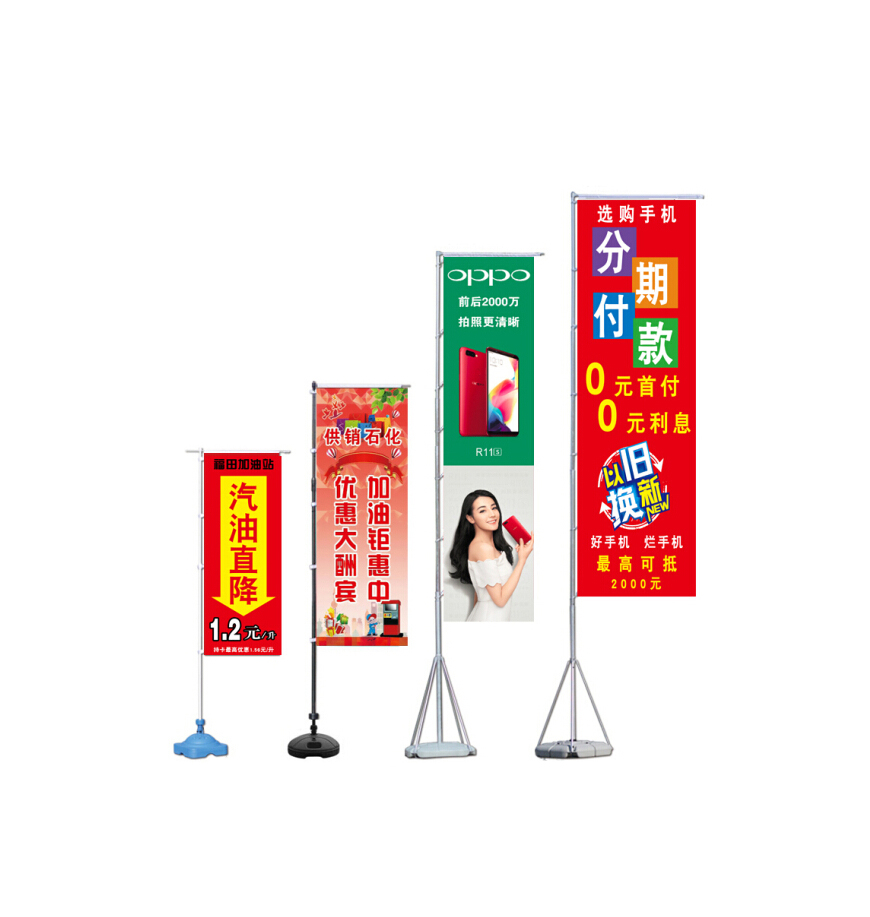 福田加油站
汽油直降
1.2元/升
持卡最高优惠1.50元/升
供销石化
加油钜惠中
优惠大酬宾
oppo
前后2000万
拍照更清晰
R11s
选购手机
分期
付款
0元首付
0元利息
以旧
换新
NEW
好手机 烂手机
最高可抵
2000元